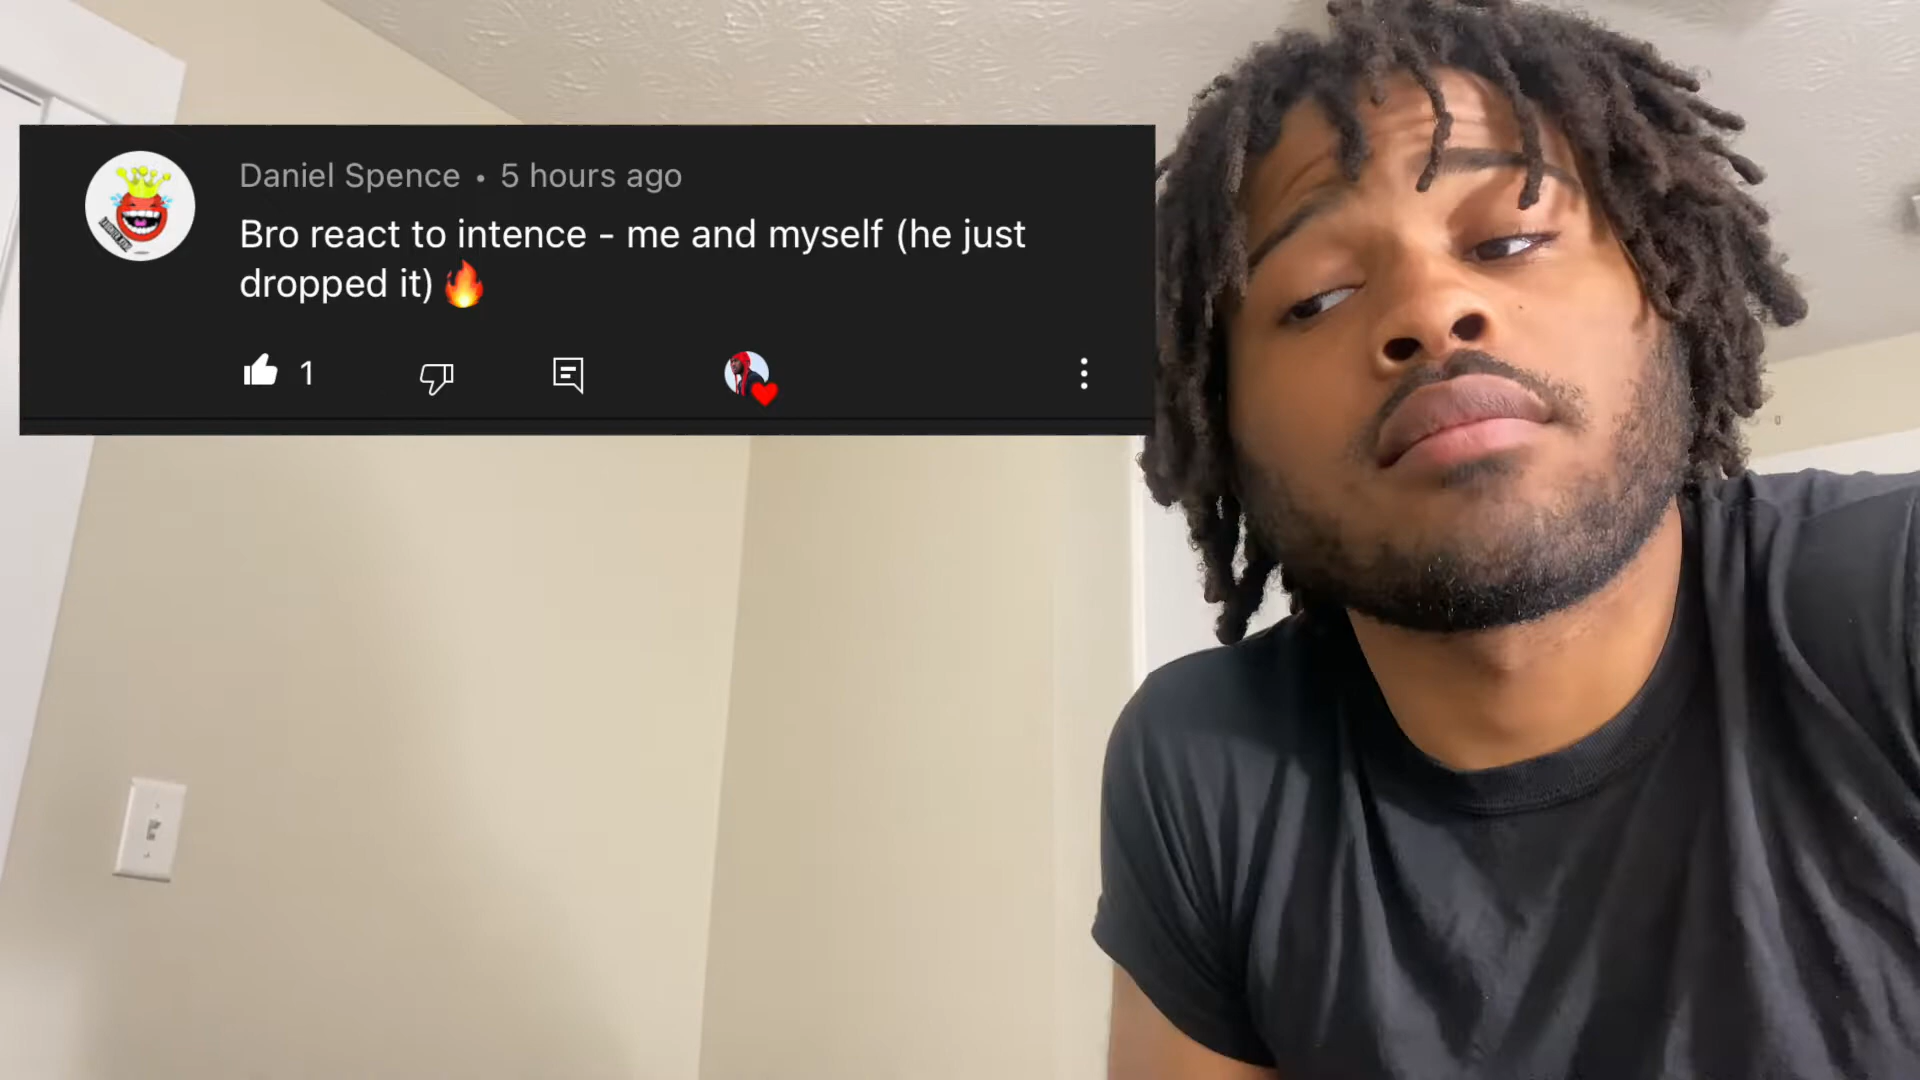 Daniel Spence • 5 hours ago
Bro react to intence - me and myself (he just
dropped it) 🔥
1